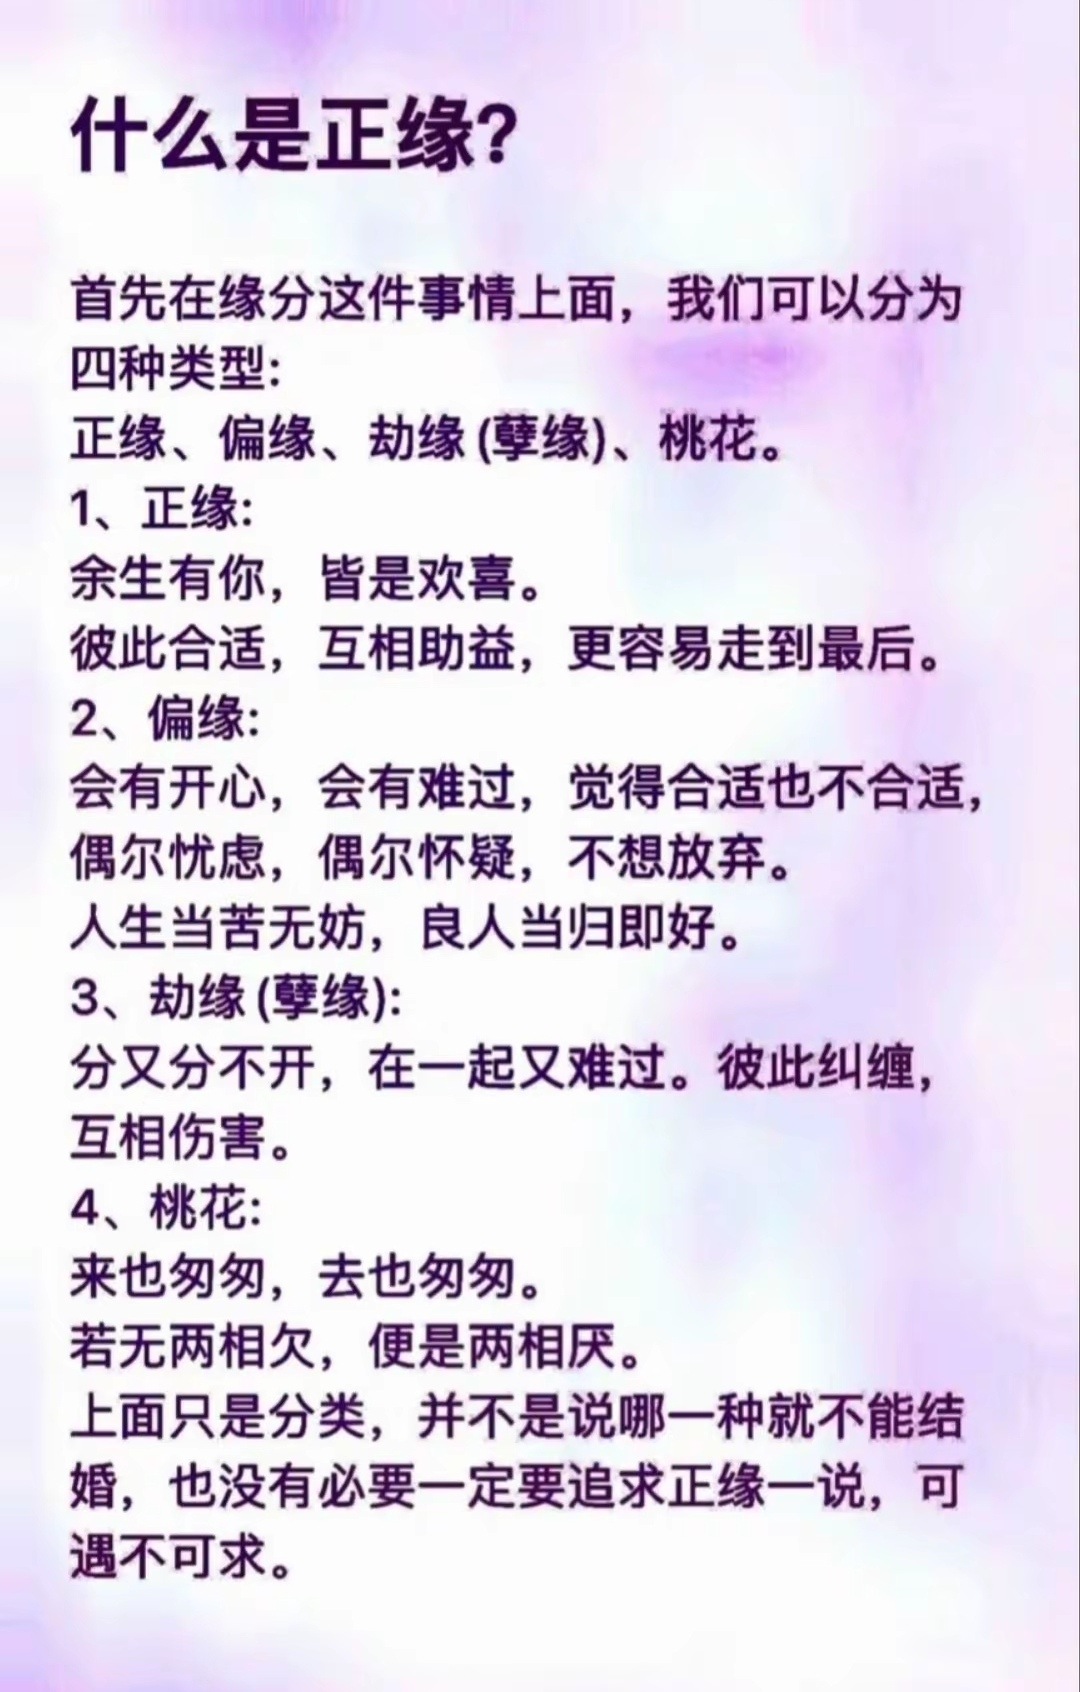 什么是正缘?
首先在缘分这件事情上面，我们可以分为
四种类型:
正缘、偏缘、劫缘(孽缘)、桃花。
1、正缘:
余生有你，皆是欢喜。
彼此合适，互相助益，更容易走到最后。
2、偏缘:
会有开心，会有难过，觉得合适也不合适，
偶尔忧虑，偶尔怀疑，不想放弃。
人生当苦无妨，良人当归即好。
3、劫缘(孽缘):
分又分不开，在一起又难过。彼此纠缠，
互相伤害。
4、桃花:
来也匆匆，去也匆匆。
若无两相欠，便是两相厌。
上面只是分类，并不是说哪一种就不能结
婚，也没有必要一定要追求正缘一说，可
遇不可求。